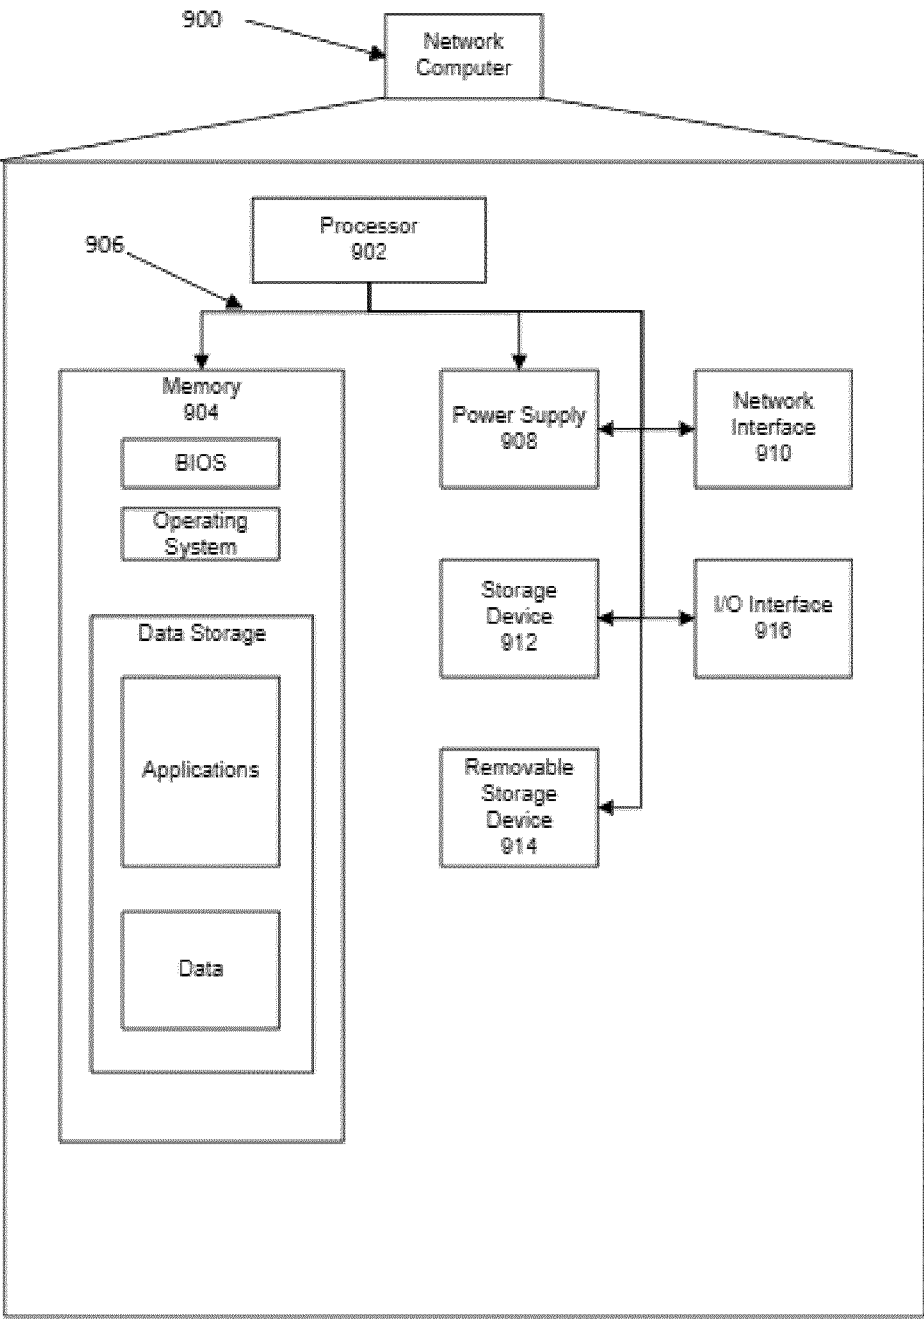 900
Network
Computer
Processor
902
906
Memory
904
BIOS
Operating
System
Data Storage
Applications
Data
Power Supply
908
Network
Interface
910
Storage
Device
912
I/O Interface
916
Removable
Storage
Device
914